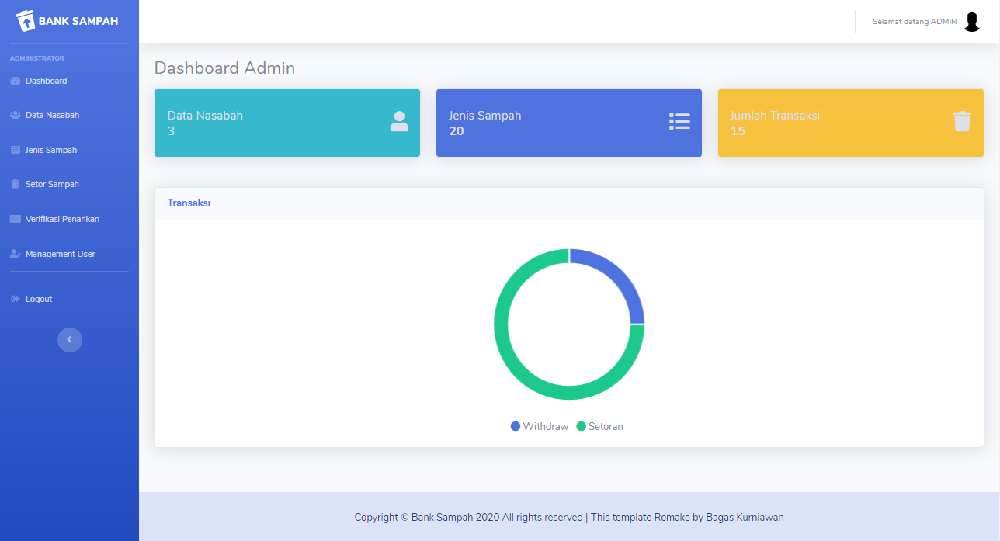 BANK SAMPAH
ADMINISTRATOR
Dashboard
Data Nasabah
Jenis Sampah
Setor Sampah
Verifikasi Penarikan
Management User
Logout
Selamat datang ADMIN
Dashboard Admin
Data Nasabah
3
Jenis Sampah
20
Jumlah Transaksi
15
Transaksi
Withdraw Setoran
Copyright © Bank Sampah 2020 All rights reserved | This template Remake by Bagas Kurniawan